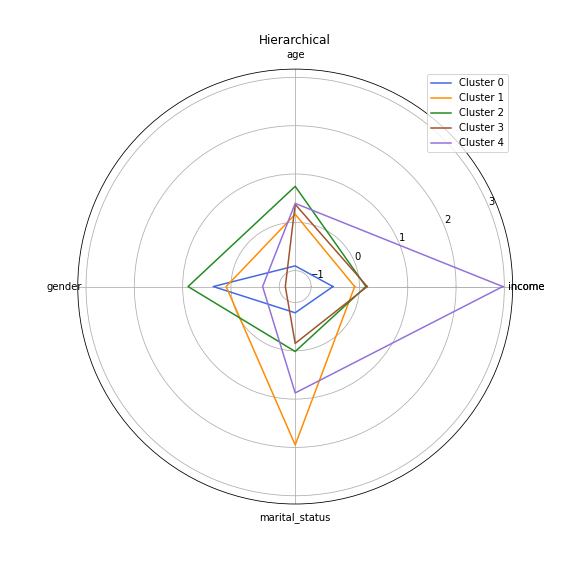 Hierarchical
age
Cluster 0
Cluster 1
Cluster 2
Cluster 3
Cluster 4
3
2
1
0
−1
gender
income
marital_status